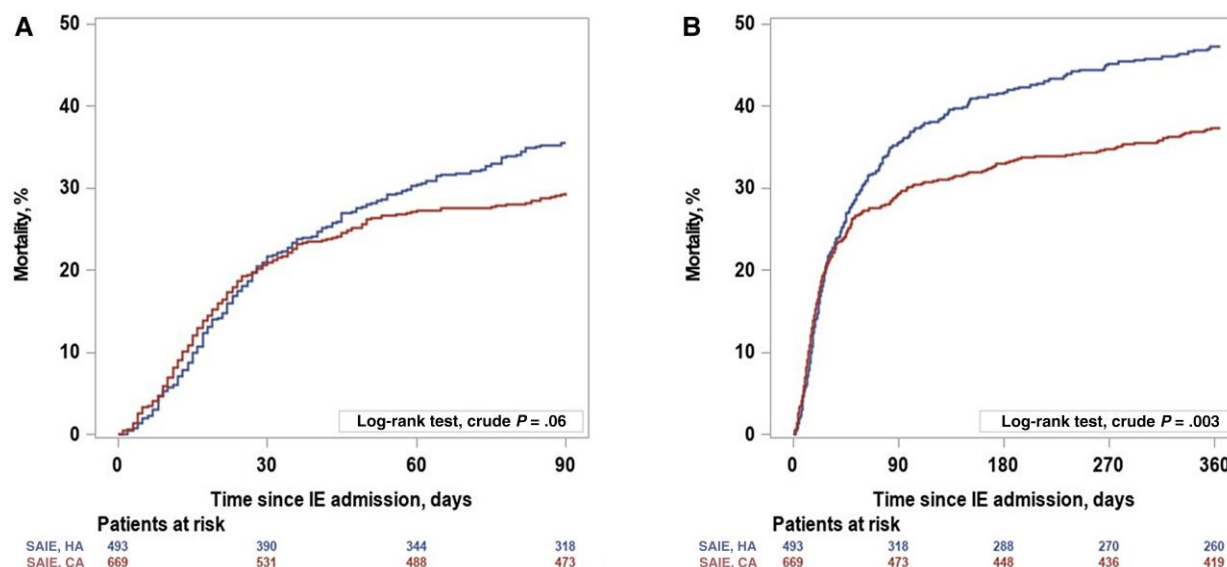 A
50
40
30
20
10
0
Mortality, %
Log-rank test, crude P = .06
0 30 60 90
Time since IE admission, days
Patients at risk
SAIE, HA 493 390 344 318
SAIE, CA 669 531 488 473
B
50
40
30
20
10
0
Mortality, %
Log-rank test, crude P = .003
0 90 180 270 360
Time since IE admission, days
Patients at risk
SAIE, HA 493 318 288 270 260
SAIE, CA 669 473 448 436 419